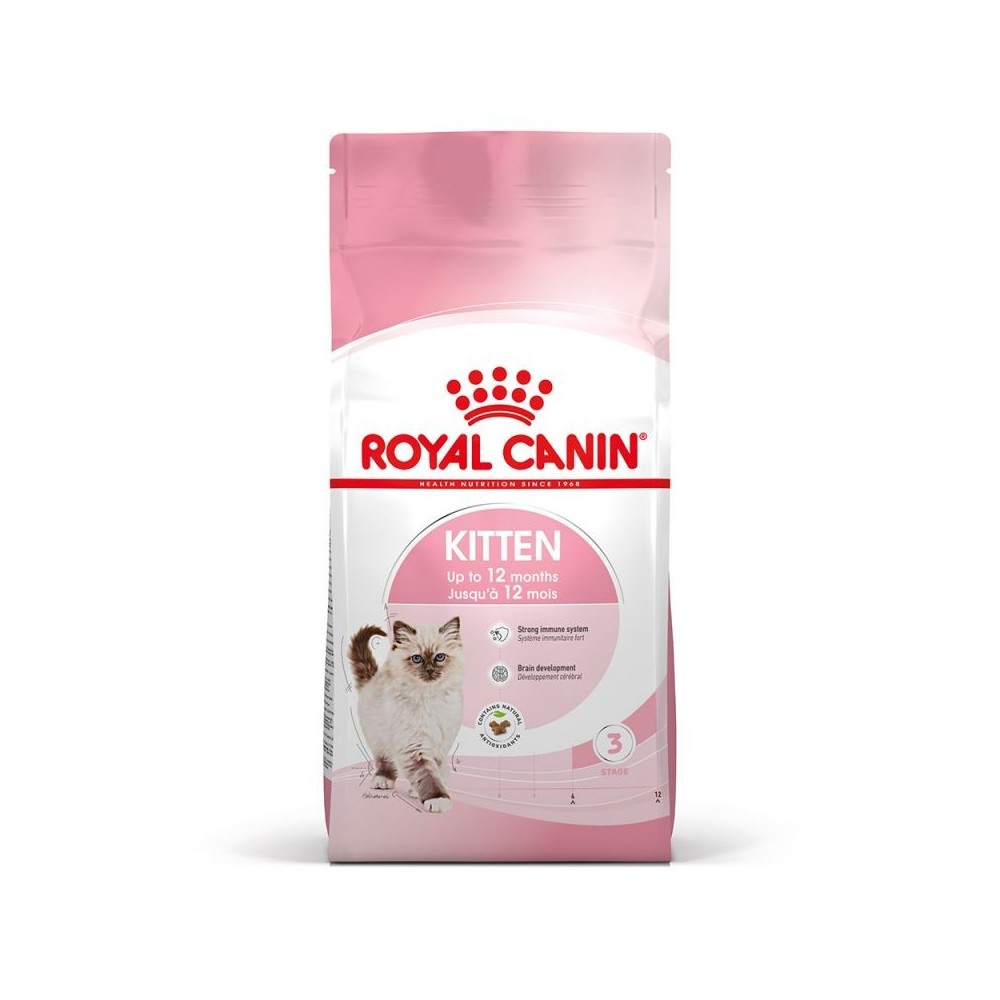 ROYAL CANIN®
HEALTH NUTRITION SINCE 1968
KITTEN
Up to 12 months
Jusqu'à 12 mois
Strong immune system
Système immunitaire fort
Brain development
Développement cérébral
CONTAINS NATURAL ANTIOXIDANTS
3
STAGE
4
12